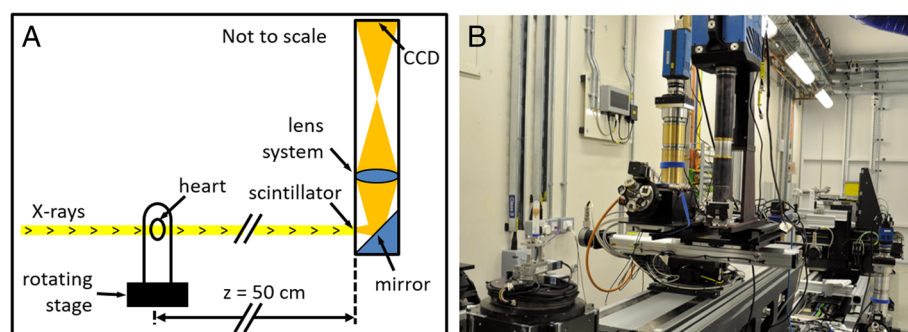 A
Not to scale
CCD
lens
system
scintillator
heart
X-rays
rotating
stage
z = 50 cm
mirror
B